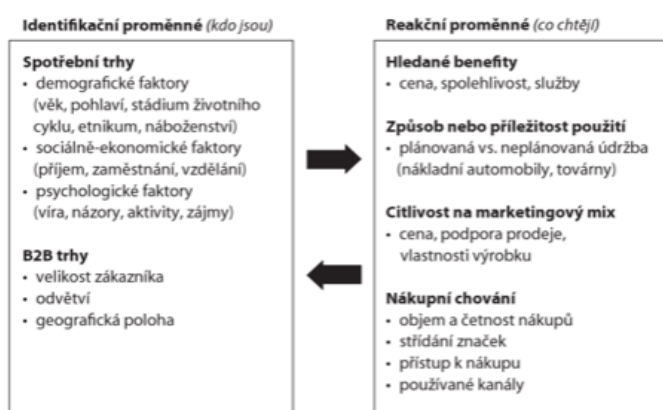 Identifikační proměnné (kdo jsou)
Spotřební trhy
• demografické faktory
(věk, pohlaví, stádium životního
cyklu, etnikum, náboženství)
• sociálně-ekonomické faktory
(příjem, zaměstnání, vzdělání)
• psychologické faktory
(víra, názory, aktivity, zájmy)
B2B trhy
• velikost zákazníka
• odvětví
• geografická poloha
Reakční proměnné (co chtějí)
Hledané benefity
• cena, spolehlivost, služby
Způsob nebo příležitost použití
• plánovaná vs. neplánovaná údržba
(nákladní automobily, továrny)
Citlivost na marketingový mix
• cena, podpora prodeje,
vlastnosti výrobku
Nákupní chování
• objem a četnost nákupů
• střídání značek
• přístup k nákupu
• používané kanály